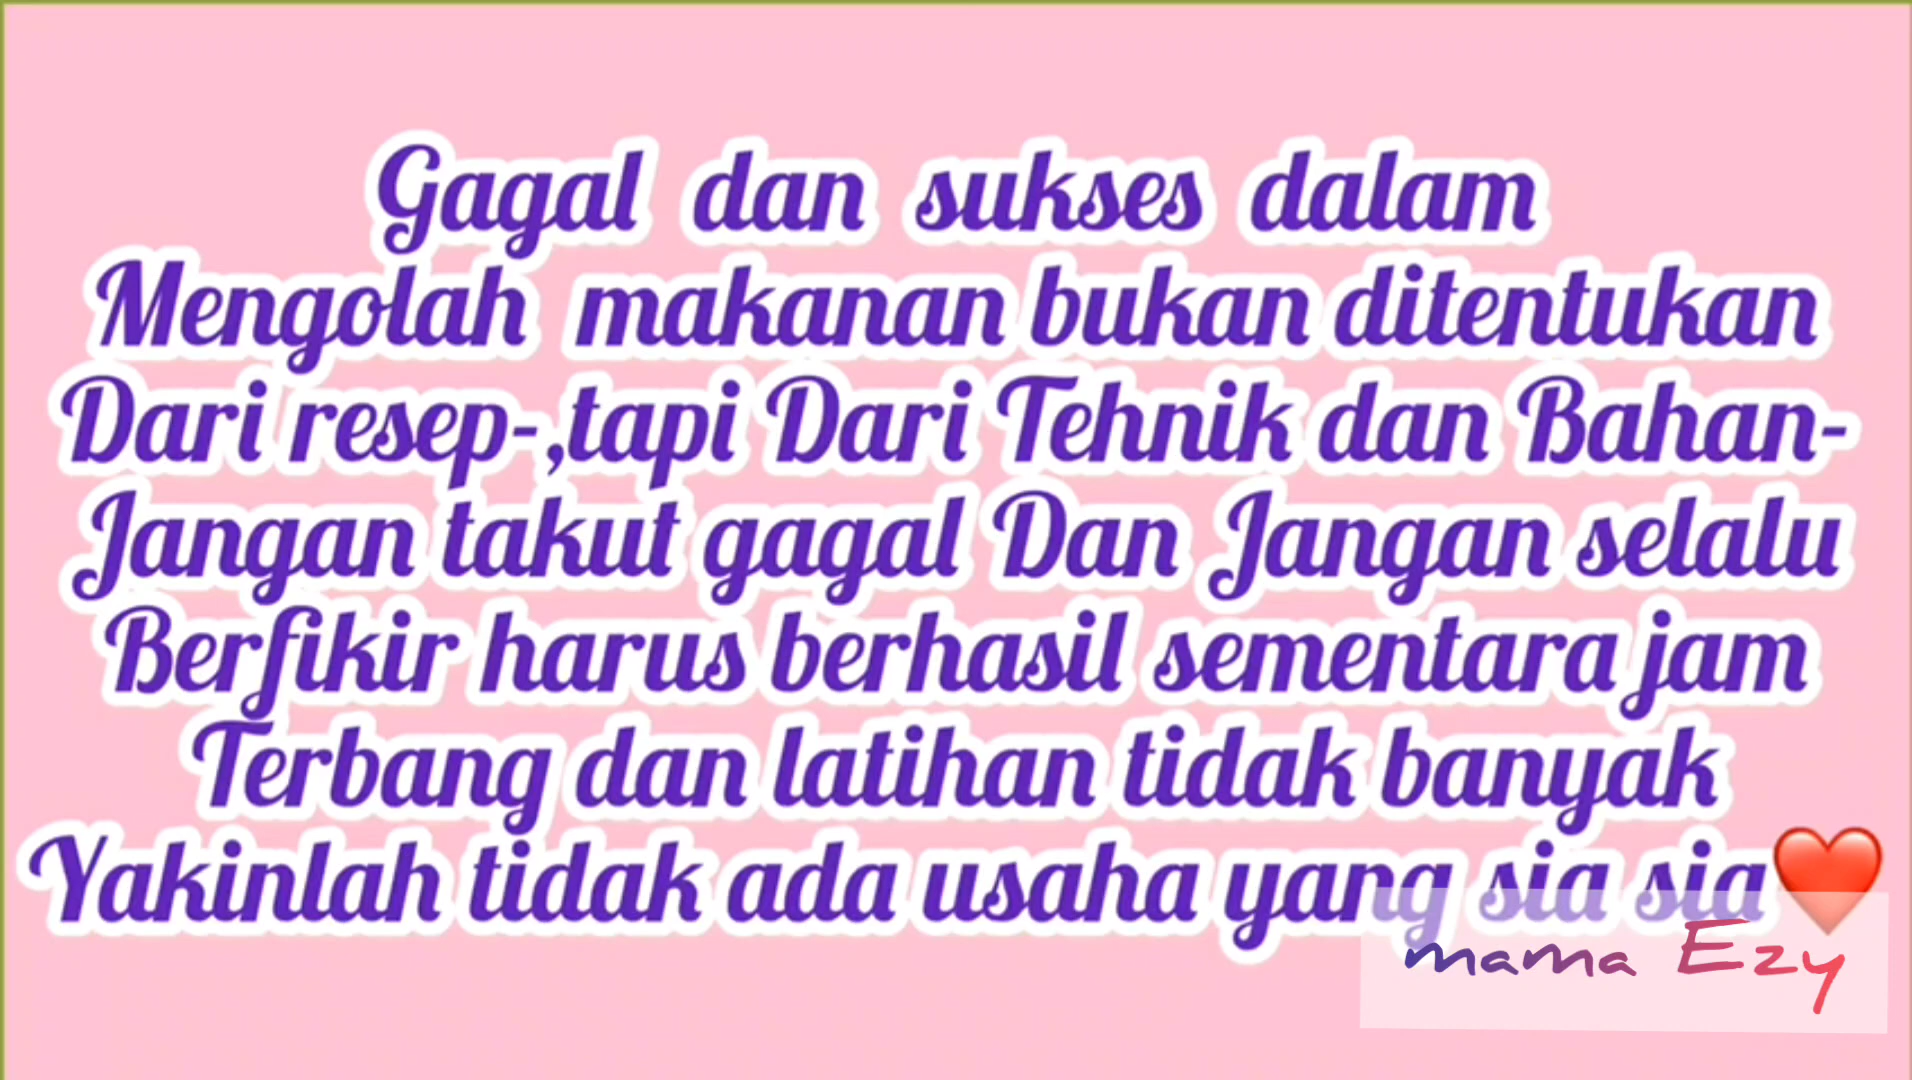 Gagal dan sukses dalam
Mengolah makanan bukan ditentukan
Dari resep-,tapi Dari Tehnik dan Bahan-
Jangan takut gagal Dan Jangan selalu
Berfikir harus berhasil sementara jam
Terbang dan latihan tidak banyak
Yakinlah tidak ada usaha yang sia sia❤️
mama Ezy